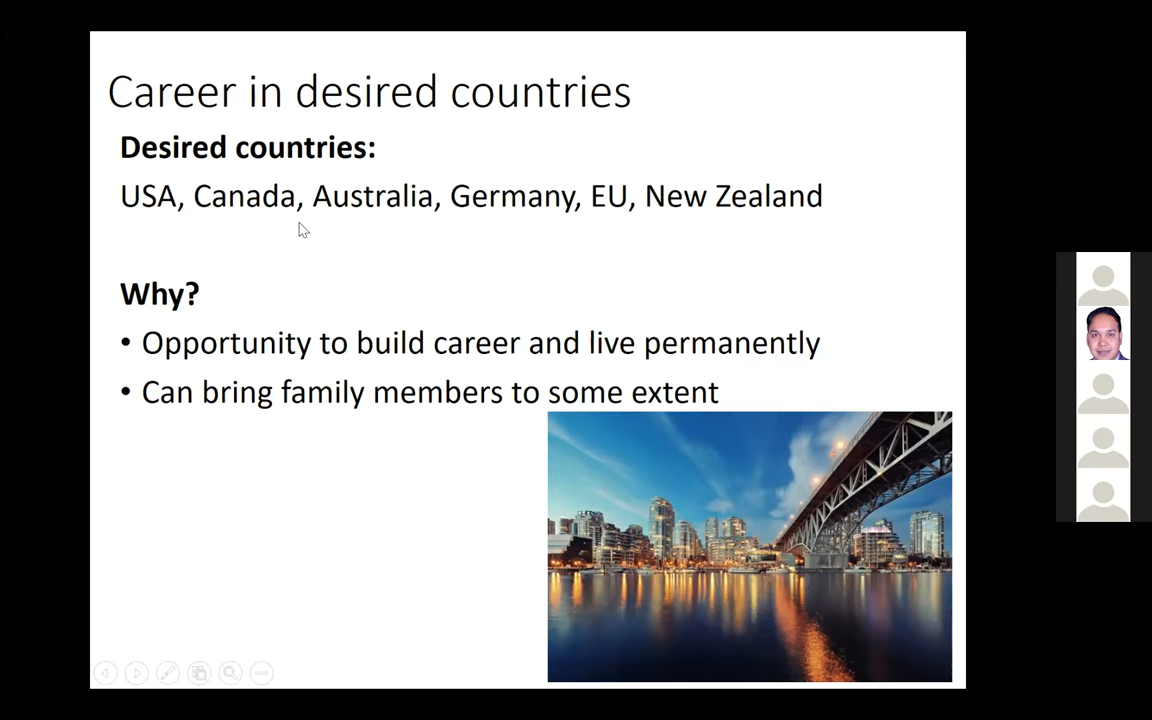 Career in desired countries
Desired countries:
USA, Canada, Australia, Germany, EU, New Zealand
Why?
• Opportunity to build career and live permanently
• Can bring family members to some extent